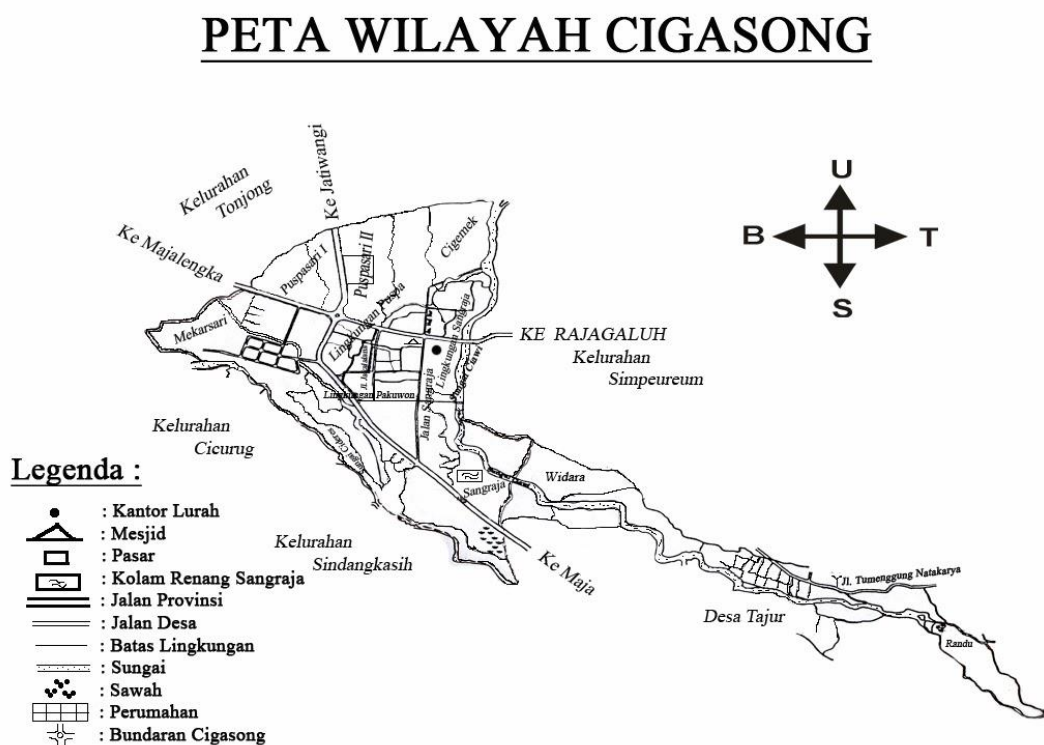 PETA WILAYAH CIGASONG
U
B
T
S
Kelurahan
Tonjong
Ke Jatiwangi
Ke Majalengka
Puspasari I
Puspasari II
Cigemek
Mekarsari
Lingkungan Puspa
Lingkungan Sangraja
KE RAJAGALUH
Kelurahan
Simpeureum
Lingkungan Pakuwon
Jalan Sangraja
Kelurahan
Cicurug
Sangraja
Widara
Kelurahan
Sindangkasih
Ke Maja
Desa Tajur
Jl. Tumenggung Natakarya
Randu
Legenda :
: Kantor Lurah
: Mesjid
: Pasar
: Kolam Renang Sangraja
: Jalan Provinsi
: Jalan Desa
: Batas Lingkungan
: Sungai
: Sawah
: Perumahan
: Bundaran Cigasong